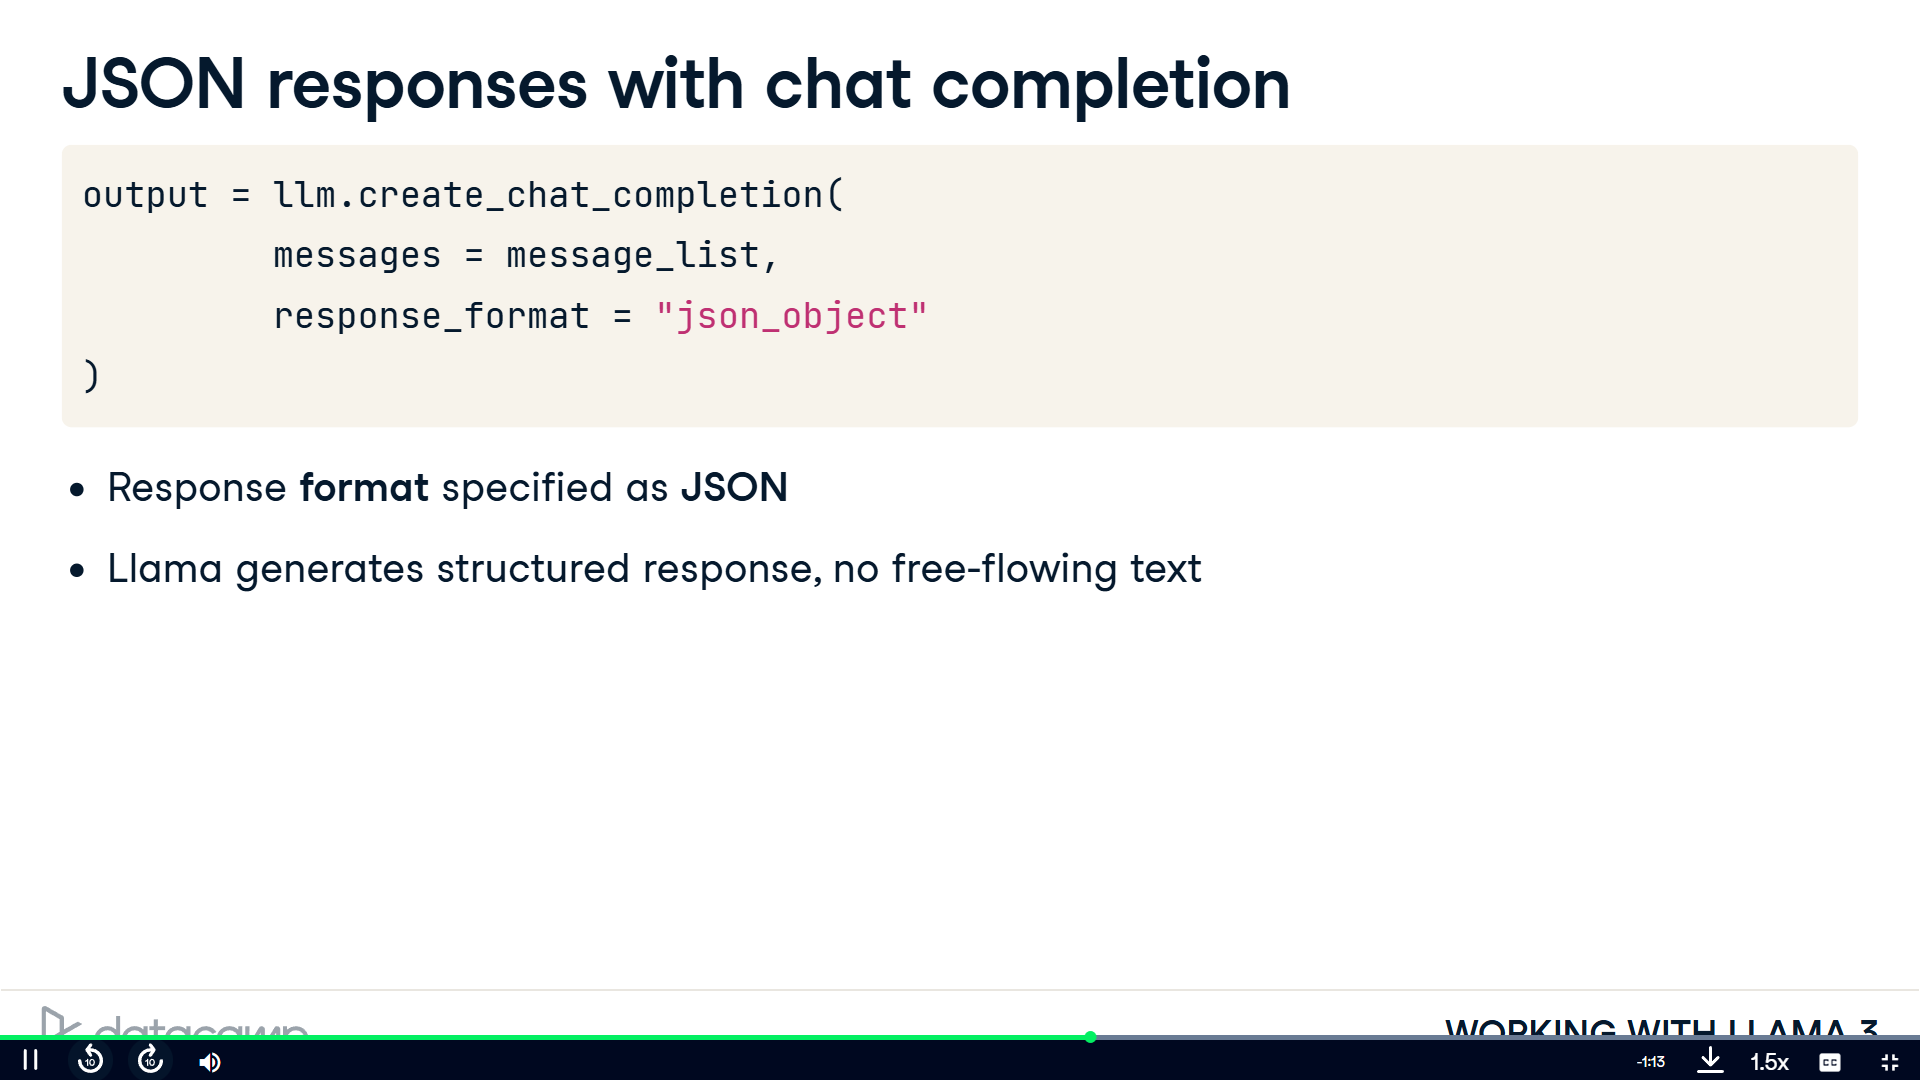 JSON responses with chat completion
output = llm.create_chat_completion(
messages = message_list,
response_format = "json_object"
)
• Response format specified as JSON
• Llama generates structured response, no free-flowing text
datacamp
WORKING WITH LLAMA 3
10
10
-1:13
1.5x
CC